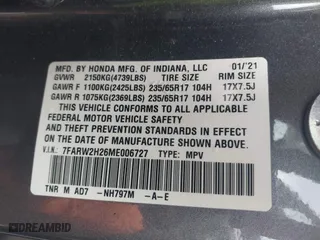 MFD. BY HONDA MFG. OF INDIANA, LLC 01/'21
GVWR 2150KG(4739LBS) TIRE SIZE RIM SIZE
GAWR F 1100KG(2425LBS) 235/65R17 104H 17X7.5J
GAWR R 1075KG(2369LBS) 235/65R17 104H 17X7.5J
THIS VEHICLE CONFORMS TO ALL APPLICABLE
FEDERAL MOTOR VEHICLE SAFETY, BUMPER,
AND THEFT PREVENTION STANDARDS IN EFFECT
ON THE DATE OF MANUFACTURE SHOWN ABOVE.
V.I.N.: 7FARW2H26ME006727 TYPE: MPV
TNR M AD7 NH797M -A-E